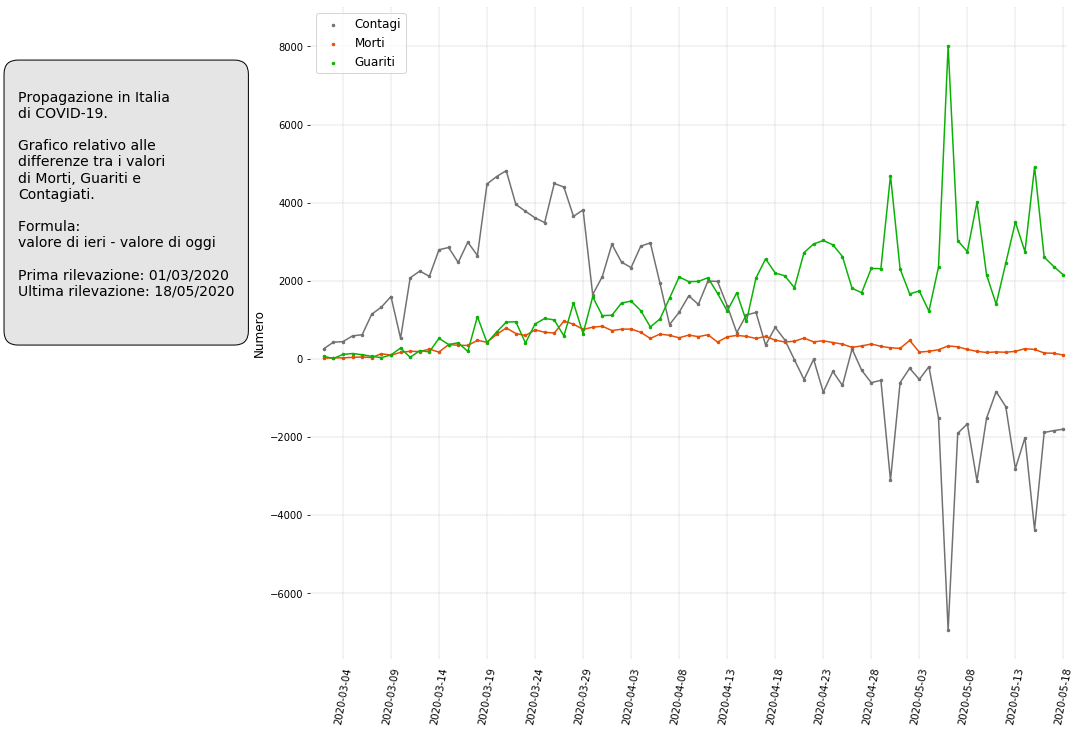 Propagazione in Italia
di COVID-19.
Grafico relativo alle
differenze tra i valori
di Morti, Guariti e
Contagiati.
Formula:
valore di ieri - valore di oggi
Prima rilevazione: 01/03/2020
Ultima rilevazione: 18/05/2020
Contagi
Morti
Guariti
Numero
8000
6000
4000
2000
0
−2000
−4000
−6000
2020-03-04
2020-03-09
2020-03-14
2020-03-19
2020-03-24
2020-03-29
2020-04-03
2020-04-08
2020-04-13
2020-04-18
2020-04-23
2020-04-28
2020-05-03
2020-05-08
2020-05-13
2020-05-18